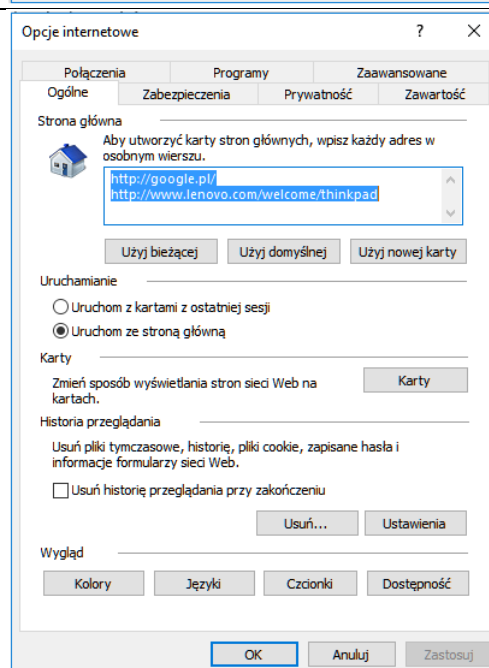 Opcje internetowe ? ✕
Połączenia Programy Zaawansowane
Ogólne Zabezpieczenia Prywatność Zawartość
Strona główna
Aby utworzyć karty stron głównych, wpisz każdy adres w
osobnym wierszu.
http://google.pl/
http://www.lenovo.com/welcome/thinkpad
Użyj bieżącej Użyj domyślnej Użyj nowej karty
Uruchamianie
Uruchom z kartami z ostatniej sesji
Uruchom ze stroną główną
Karty
Zmień sposób wyświetlania stron sieci Web na
kartach.
Karty
Historia przeglądania
Usuń pliki tymczasowe, historię, pliki cookie, zapisane hasła i
informacje formularzy sieci Web.
Usuń historię przeglądania przy zakończeniu
Usuń... Ustawienia
Wygląd
Kolory Języki Czcionki Dostępność
OK Anuluj Zastosuj